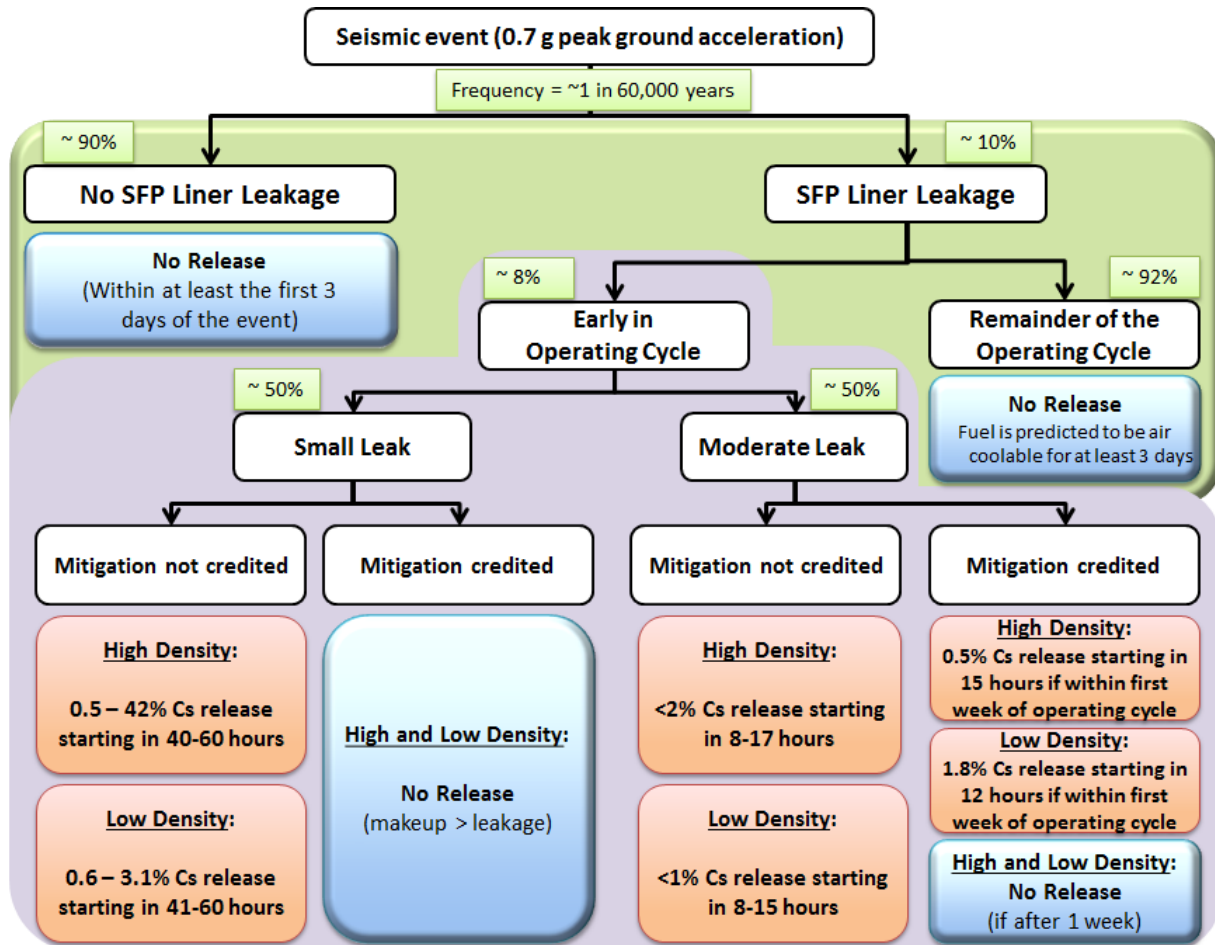 Seismic event (0.7 g peak ground acceleration)
Frequency = ~1 in 60,000 years
~ 90%
~ 10%
No SFP Liner Leakage
SFP Liner Leakage
No Release
(Within at least the first 3
days of the event)
~ 8%
~ 92%
Early in
Operating Cycle
Remainder of the
Operating Cycle
No Release
Fuel is predicted to be air
coolable for at least 3 days
~ 50%
~ 50%
Small Leak
Moderate Leak
Mitigation not credited
Mitigation credited
Mitigation not credited
Mitigation credited
High Density:
0.5 – 42% Cs release
starting in 40-60 hours
Low Density:
0.6 – 3.1% Cs release
starting in 41-60 hours
High and Low Density:
No Release
(makeup > leakage)
High Density:
<2% Cs release starting
in 8-17 hours
Low Density:
<1% Cs release starting
in 8-15 hours
High Density:
0.5% Cs release starting in
15 hours if within first
week of operating cycle
Low Density:
1.8% Cs release starting in
12 hours if within first
week of operating cycle
High and Low Density:
No Release
(if after 1 week)